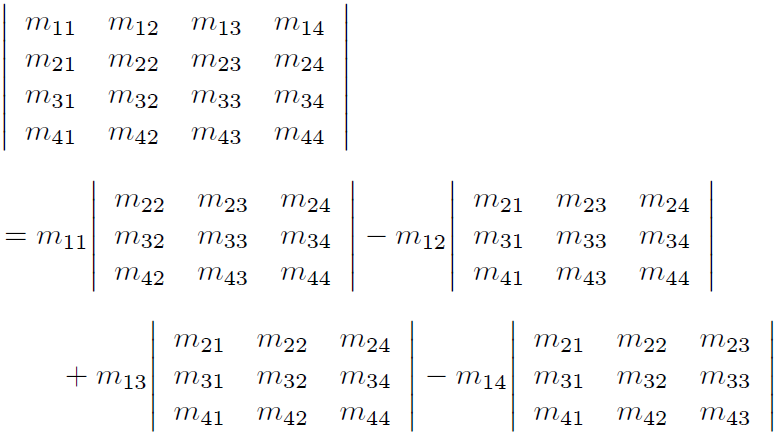 | m₁₁ m₁₂ m₁₃ m₁₄ |
| m₂₁ m₂₂ m₂₃ m₂₄ |
| m₃₁ m₃₂ m₃₃ m₃₄ |
| m₄₁ m₄₂ m₄₃ m₄₄ |
| m₂₂ m₂₃ m₂₄ | | m₂₁ m₂₃ m₂₄ |
= m₁₁ | m₃₂ m₃₃ m₃₄ | − m₁₂ | m₃₁ m₃₃ m₃₄ |
| m₄₂ m₄₃ m₄₄ | | m₄₁ m₄₃ m₄₄ |
| m₂₁ m₂₂ m₂₄ | | m₂₁ m₂₂ m₂₃ |
+ m₁₃ | m₃₁ m₃₂ m₃₄ | − m₁₄ | m₃₁ m₃₂ m₃₃ |
| m₄₁ m₄₂ m₄₄ | | m₄₁ m₄₂ m₄₃ |